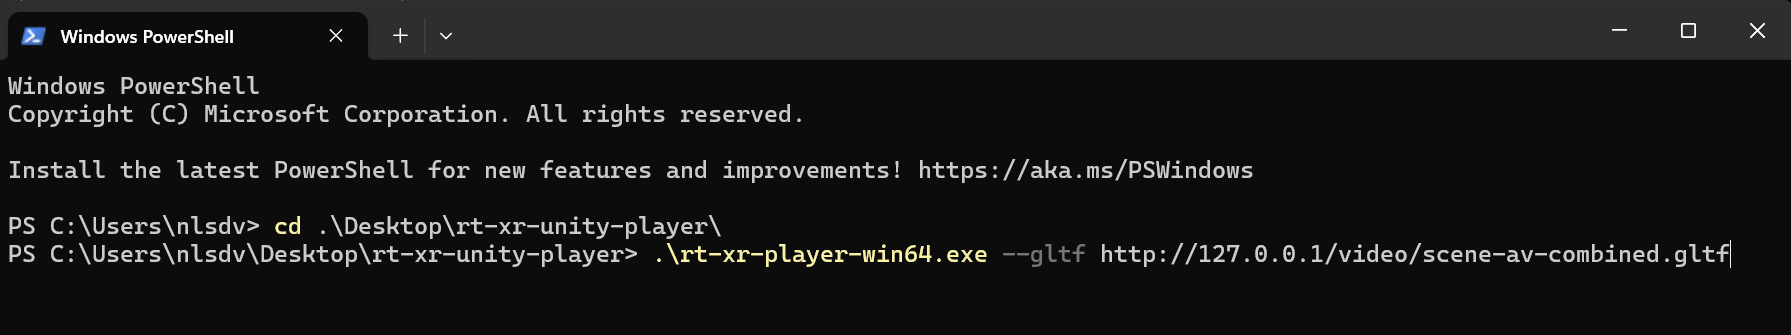 Windows PowerShell
Windows PowerShell
Copyright (C) Microsoft Corporation. All rights reserved.
Install the latest PowerShell for new features and improvements! https://aka.ms/PSWindows
PS C:\Users\nlsdv> cd .\Desktop\rt-xr-unity-player\
PS C:\Users\nlsdv\Desktop\rt-xr-unity-player> .\rt-xr-player-win64.exe --gltf http://127.0.0.1/video/scene-av-combined.gltf